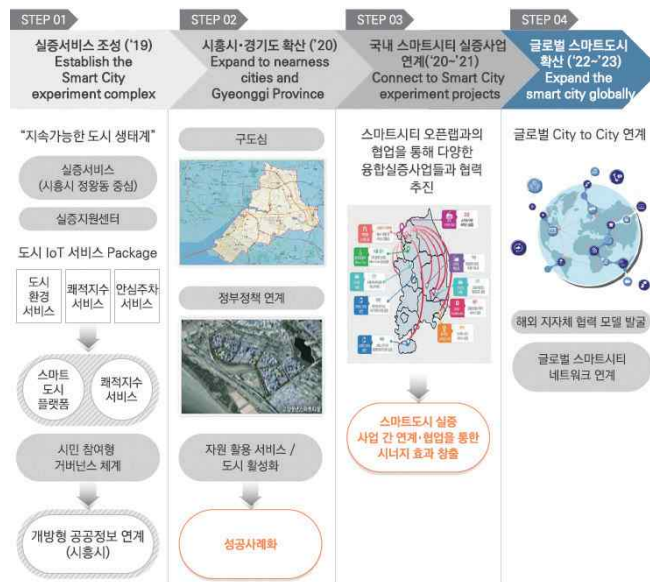 STEP 01
실증서비스 조성 ('19)
Establish the
Smart City
experiment complex
"지속가능한 도시 생태계"
실증서비스
(시흥시 정왕동 중심)
실증지원센터
도시 IoT 서비스 Package
도시
환경
서비스
쾌적지수
서비스
안심주차
서비스
스마트
도시
플랫폼
쾌적지수
서비스
시민 참여형
거버넌스 체계
개방형 공공정보 연계
(시흥시)
STEP 02
시흥시·경기도 확산 ('20)
Expand to nearness
cities and
Gyeonggi Province
구도심
정부정책 연계
자원 활용 서비스 /
도시 활성화
성공사례화
STEP 03
국내 스마트시티 실증사업
연계('20~'21)
Connect to Smart City
experiment projects
스마트시티 오픈랩과의
협업을 통해 다양한
융합실증사업들과 협력
추진
스마트도시 실증
사업 간 연계·협업을 통한
시너지 효과 창출
STEP 04
글로벌 스마트도시
확산 ('22~'23)
Expand the
smart city globally
글로벌 City to City 연계
해외 지자체 협력 모델 발굴
글로벌 스마트시티
네트워크 연계